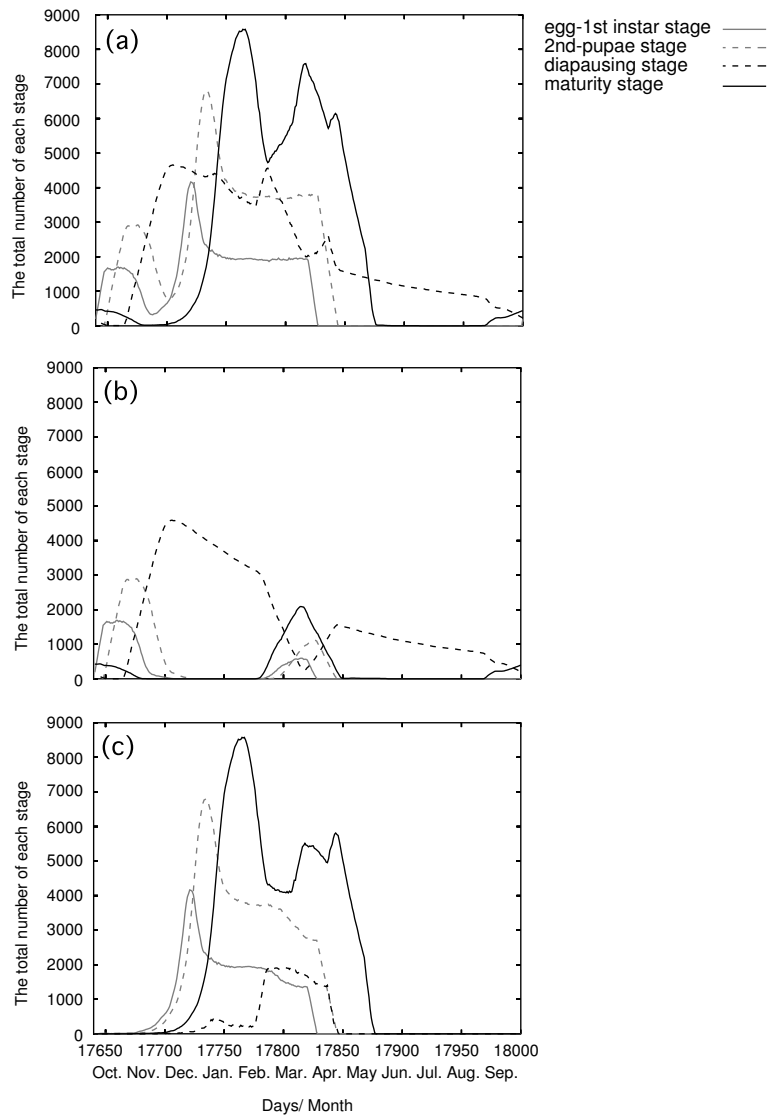 egg-1st instar stage
2nd-pupae stage
diapausing stage
maturity stage
(a)
The total number of each stage
9000
8000
7000
6000
5000
4000
3000
2000
1000
0
(b)
The total number of each stage
9000
8000
7000
6000
5000
4000
3000
2000
1000
0
(c)
The total number of each stage
9000
8000
7000
6000
5000
4000
3000
2000
1000
0
17650 17700 17750 17800 17850 17900 17950 18000
Oct. Nov. Dec. Jan. Feb. Mar. Apr. May Jun. Jul. Aug. Sep.
Days/ Month